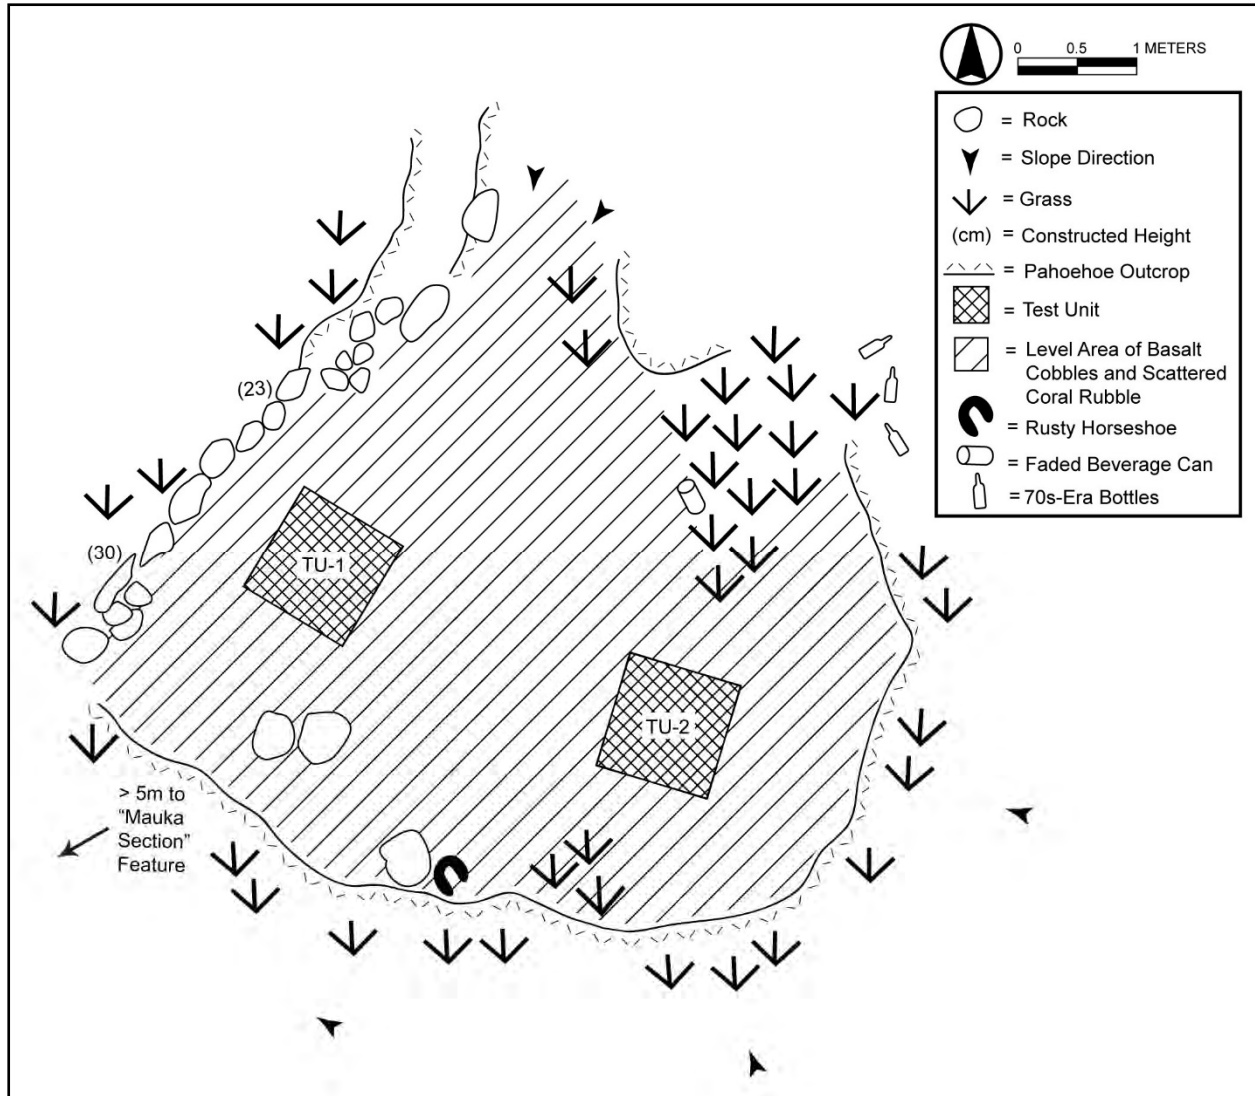 0 0.5 1 METERS
= Rock
= Slope Direction
= Grass
(cm) = Constructed Height
= Pahoehoe Outcrop
= Test Unit
= Level Area of Basalt
Cobbles and Scattered
Coral Rubble
= Rusty Horseshoe
= Faded Beverage Can
= 70s-Era Bottles
(23)
(30)
TU-1
TU-2
> 5m to
“Mauka
Section”
Feature